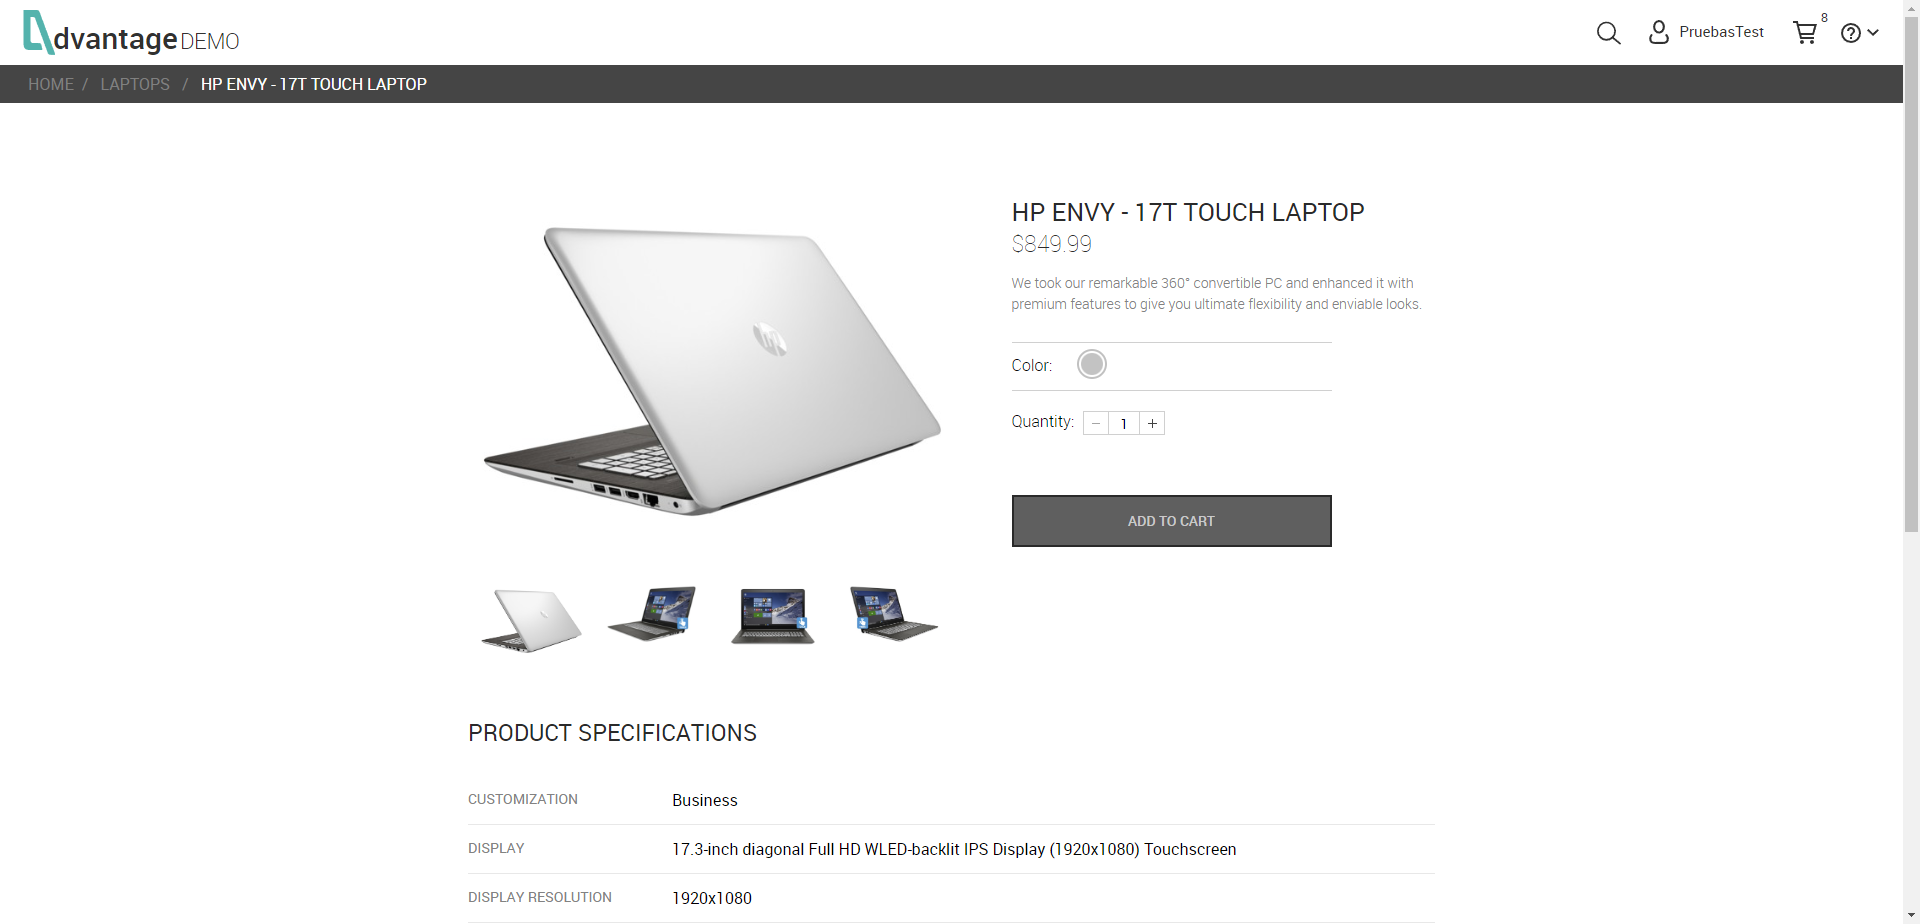 dvantage DEMO
PruebasTest
8
HOME / LAPTOPS / HP ENVY - 17T TOUCH LAPTOP
HP ENVY - 17T TOUCH LAPTOP
$849.99
We took our remarkable 360° convertible PC and enhanced it with
premium features to give you ultimate flexibility and enviable looks.
Color:
Quantity: − 1 +
ADD TO CART
PRODUCT SPECIFICATIONS
CUSTOMIZATION Business
DISPLAY 17.3-inch diagonal Full HD WLED-backlit IPS Display (1920x1080) Touchscreen
DISPLAY RESOLUTION 1920x1080